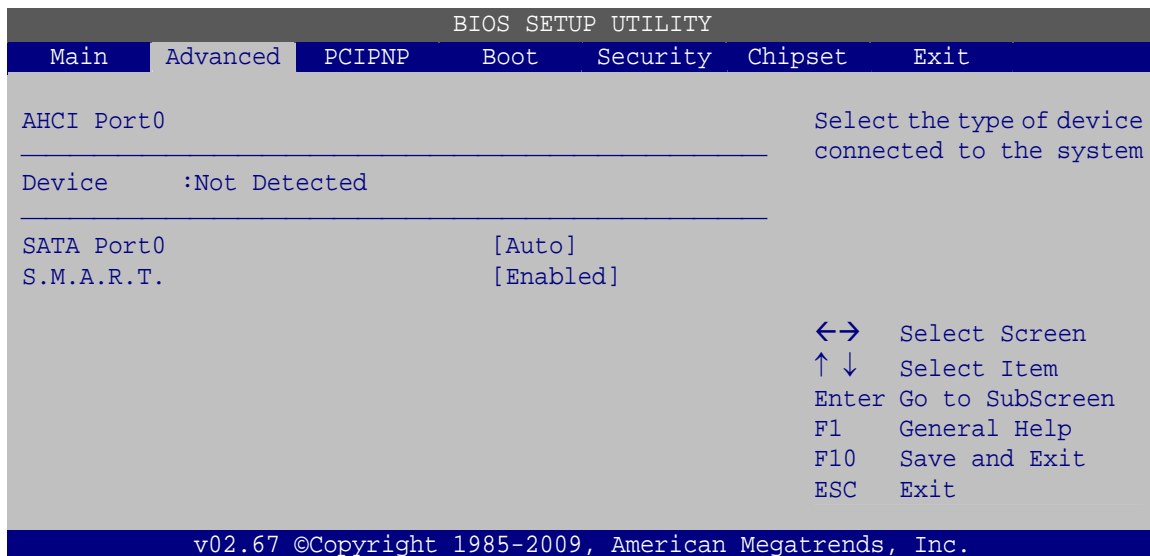 BIOS SETUP UTILITY
Main Advanced PCIPNP Boot Security Chipset Exit
AHCI Port0
Device :Not Detected
SATA Port0 [Auto]
S.M.A.R.T. [Enabled]
Select the type of device
connected to the system
←→ Select Screen
↑ ↓ Select Item
Enter Go to SubScreen
F1 General Help
F10 Save and Exit
ESC Exit
v02.67 ©Copyright 1985-2009, American Megatrends, Inc.